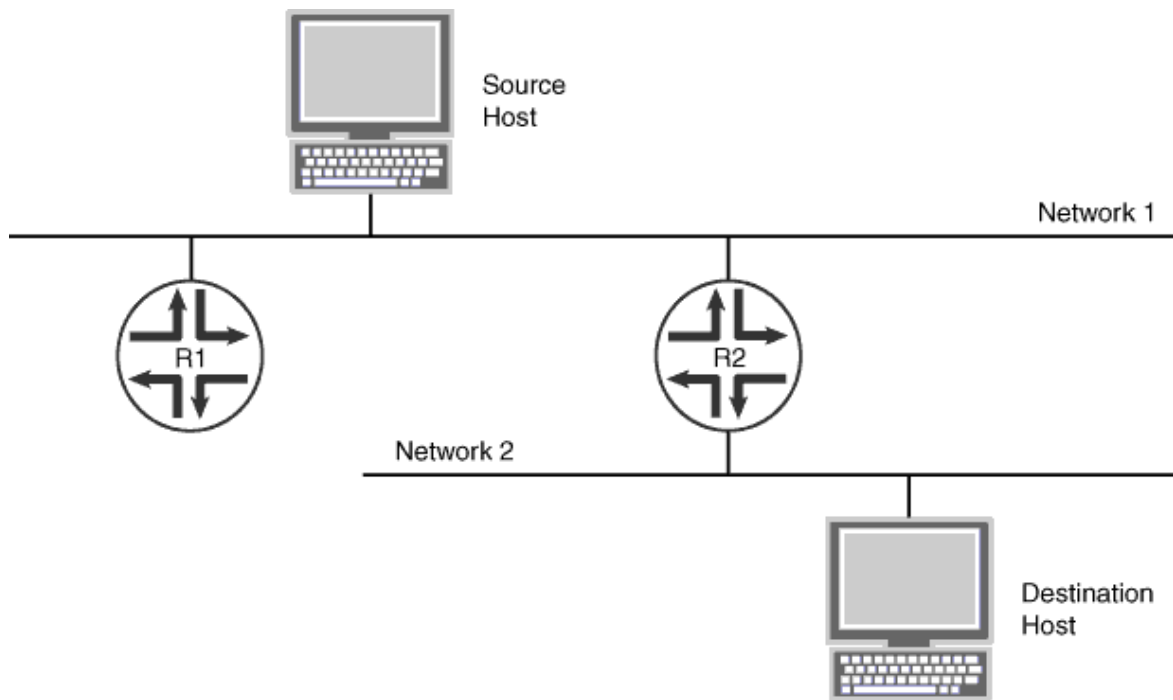 Source
Host
Network 1
R1
R2
Network 2
Destination
Host